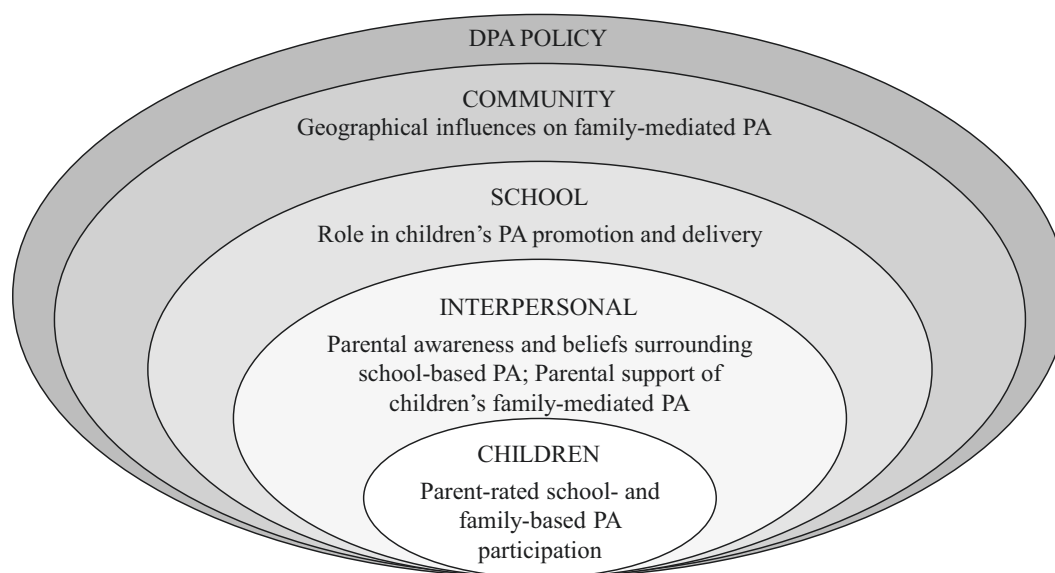 DPA POLICY
COMMUNITY
Geographical influences on family-mediated PA
SCHOOL
Role in children’s PA promotion and delivery
INTERPERSONAL
Parental awareness and beliefs surrounding
school-based PA; Parental support of
children’s family-mediated PA
CHILDREN
Parent-rated school- and
family-based PA
participation